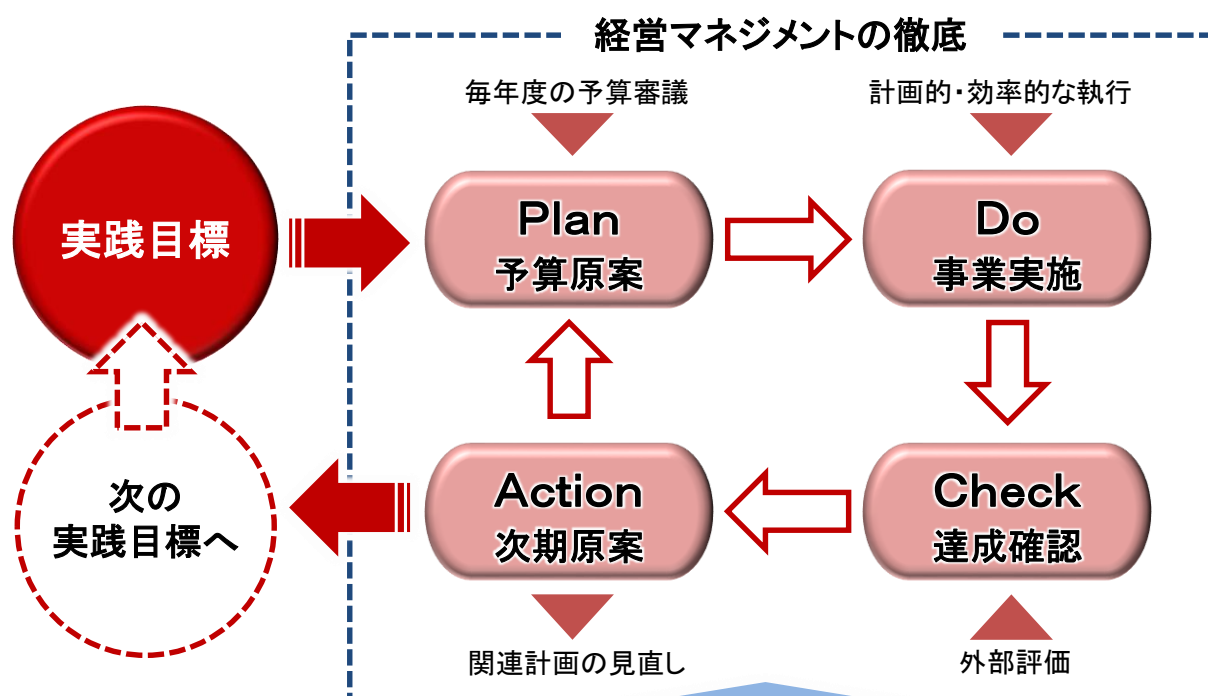 経営マネジメントの徹底
毎年度の予算審議
計画的・効率的な執行
実践目標
Plan
予算原案
Do
事業実施
次の
実践目標へ
Action
次期原案
Check
達成確認
関連計画の見直し
外部評価